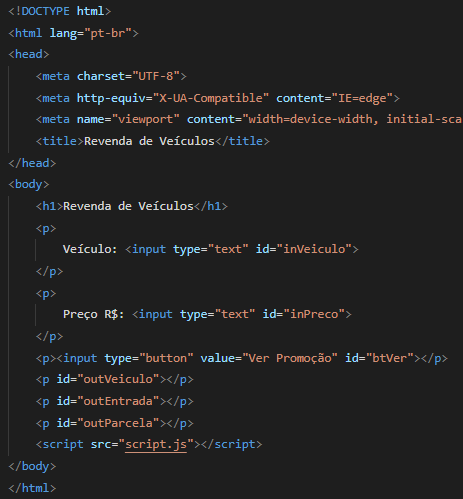 <!DOCTYPE html>
<html lang="pt-br">
<head>
    <meta charset="UTF-8">
    <meta http-equiv="X-UA-Compatible" content="IE=edge">
    <meta name="viewport" content="width=device-width, initial-sca
    <title>Revenda de Veículos</title>
</head>
<body>
    <h1>Revenda de Veículos</h1>
    <p>
        Veículo: <input type="text" id="inVeiculo">
    </p>
    <p>
        Preço R$: <input type="text" id="inPreco">
    </p>
    <p><input type="button" value="Ver Promoção" id="btVer"></p>
    <p id="outVeiculo"></p>
    <p id="outEntrada"></p>
    <p id="outParcela"></p>
    <script src="script.js"></script>
</body>
</html>